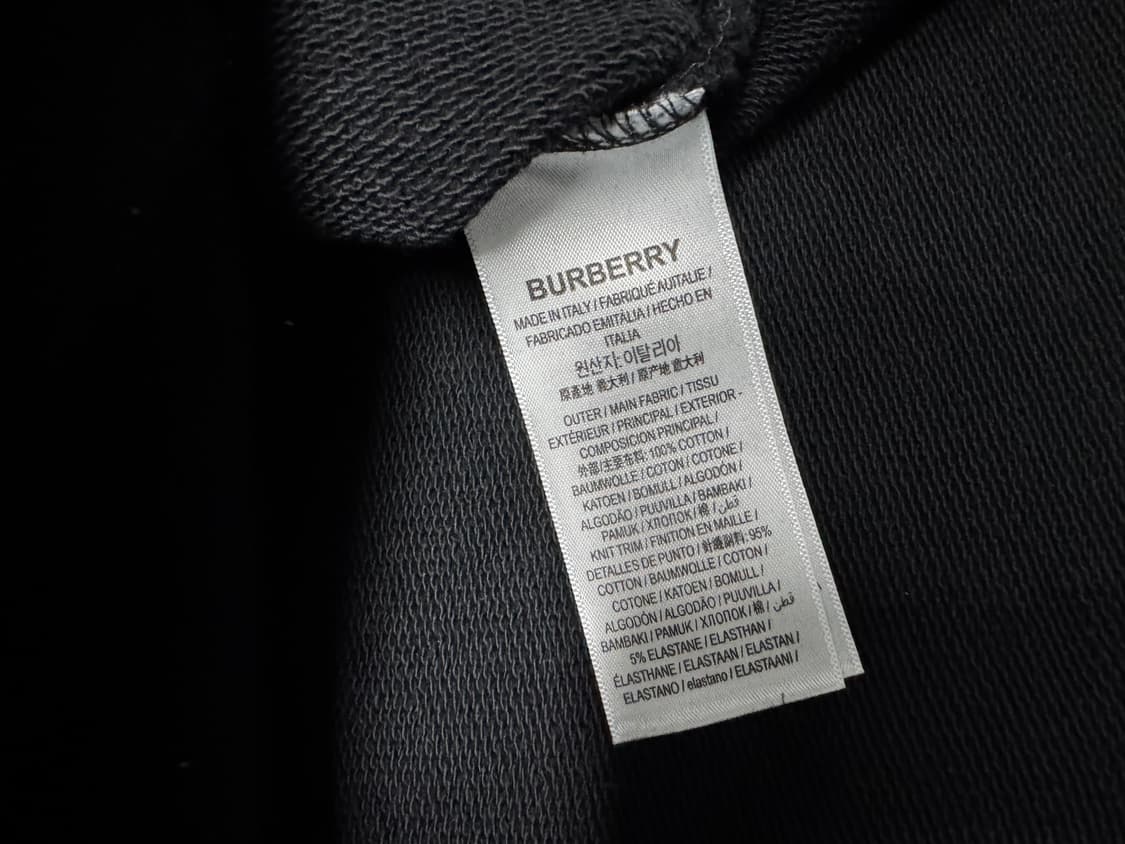 BURBERRY
MADE IN ITALY / FABRIQUÉ AUITALIE /
FABRICADO EMITÁLIA / HECHO EN
ITALIA
원산지:이탈리아
原產地 義大利 / 原产地 意大利
OUTER / MAIN FABRIC / TISSU
EXTÉRIEUR / PRINCIPAL / EXTERIOR -
COMPOSICION PRINCIPAL /
外部/主要布料: 100% COTTON /
BAUMWOLLE / COTON / COTONE /
KATOEN / BOMULL / ALGODÓN /
ALGODÃO / PUUVILLA / BAMBAKI /
PAMUK / ХЛОПОК / 棉 / قطن
KNIT TRIM / FINITION EN MAILLE /
DETALLES DE PUNTO / 針織副料: 95%
COTTON / BAUMWOLLE / COTON /
COTONE / KATOEN / BOMULL /
ALGODÓN / ALGODÃO / PUUVILLA /
BAMBAKI / PAMUK / ХЛОПОК / 棉 / قطن
5% ELASTANE / ELASTHAN /
ÉLASTHANE / ELASTAAN / ELASTAN /
ELASTANO / elastano / ELASTAANI /